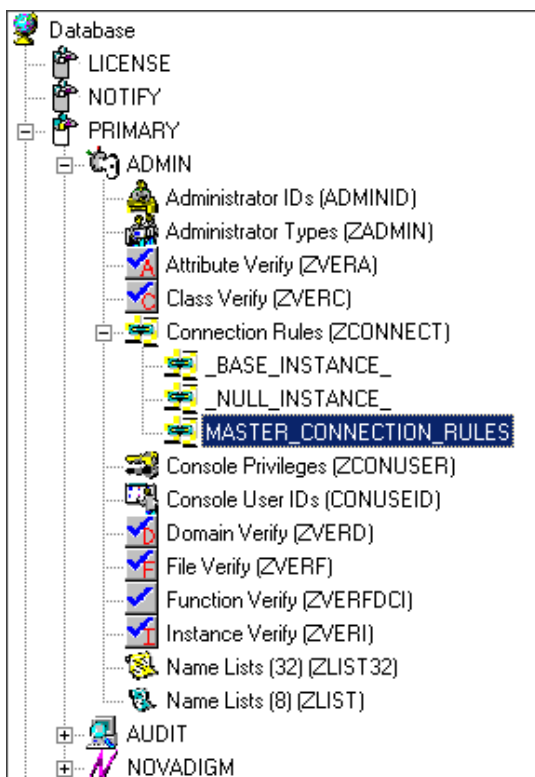 Database
LICENSE
NOTIFY
PRIMARY
ADMIN
Administrator IDs (ADMINID)
Administrator Types (ZADMIN)
Attribute Verify (ZVERA)
Class Verify (ZVERC)
Connection Rules (ZCONNECT)
_BASE_INSTANCE_
_NULL_INSTANCE_
MASTER_CONNECTION_RULES
Console Privileges (ZCONUSER)
Console User IDs (CONUSEID)
Domain Verify (ZVERD)
File Verify (ZVERF)
Function Verify (ZVERFDCI)
Instance Verify (ZVERI)
Name Lists (32) (ZLIST32)
Name Lists (8) (ZLIST)
AUDIT
NOVADIGM